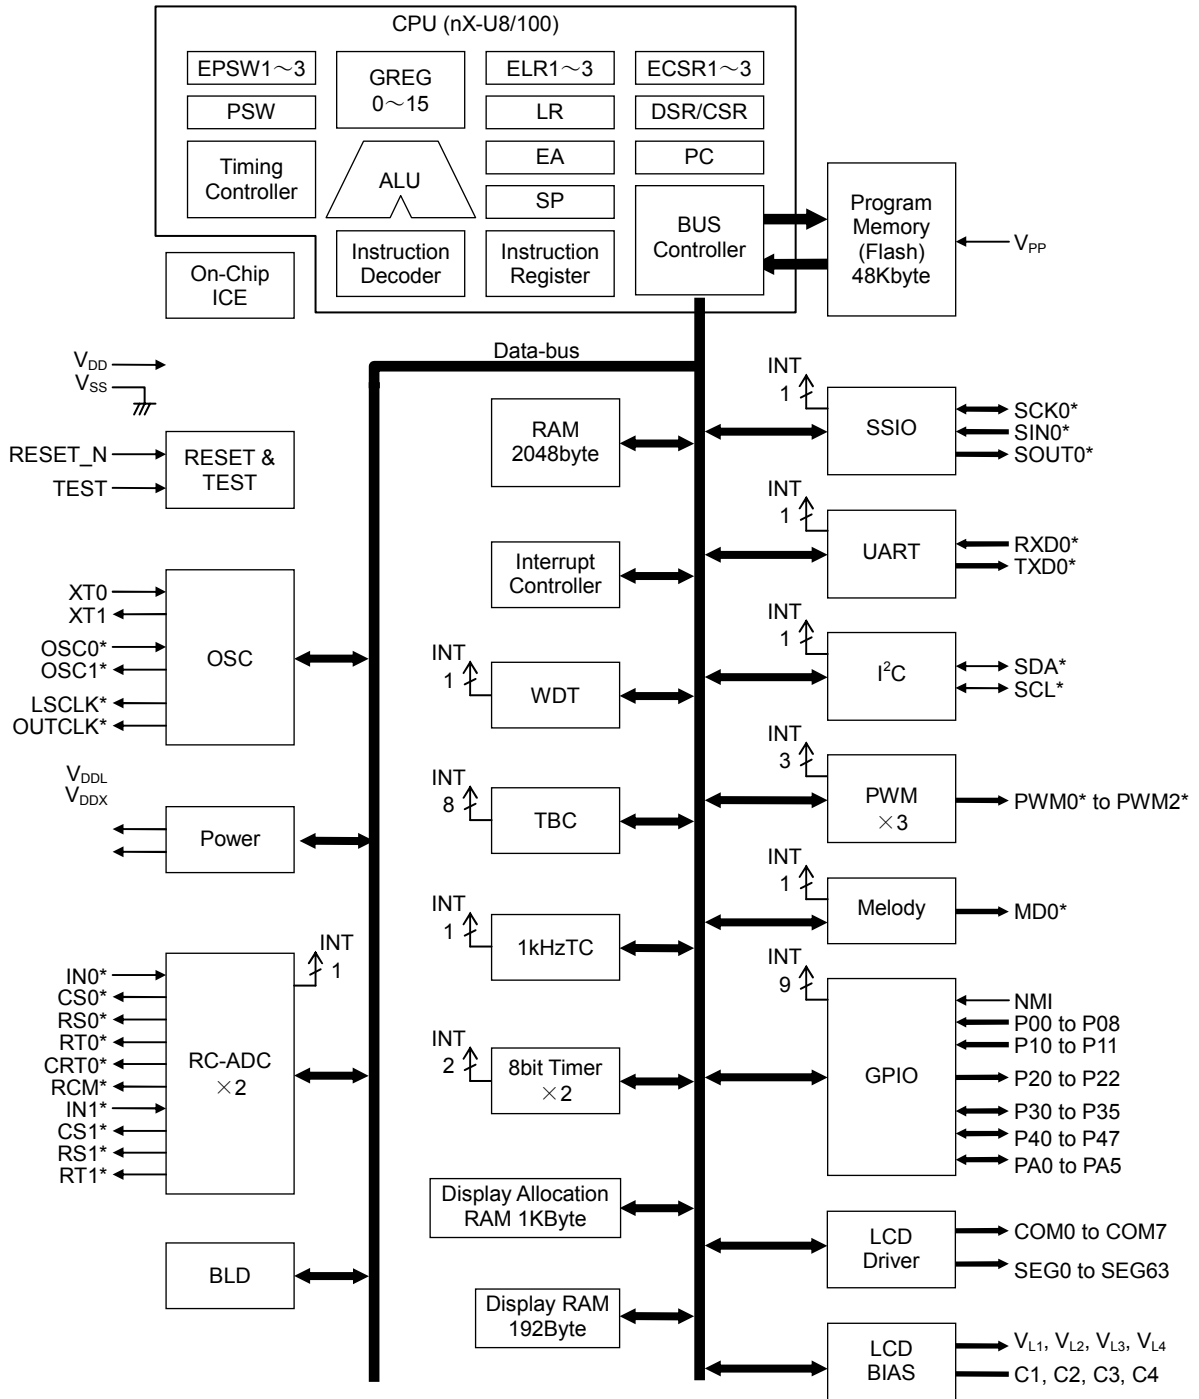 CPU (nX-U8/100)
EPSW1～3
GREG
0～15
ELR1～3
ECSR1～3
PSW
LR
DSR/CSR
Timing
Controller
ALU
EA
PC
SP
BUS
Controller
Program
Memory
(Flash)
48Kbyte
VPP
On-Chip
ICE
Instruction
Decoder
Instruction
Register
Data-bus
VDD
VSS
RESET_N
TEST
RESET &
TEST
XT0
XT1
OSC0*
OSC1*
LSCLK*
OUTCLK*
OSC
VDDL
VDDX
Power
IN0*
CS0*
RS0*
RT0*
CRT0*
RCM*
IN1*
CS1*
RS1*
RT1*
RC-ADC
×2
INT
1
BLD
RAM
2048byte
Interrupt
Controller
INT
1
WDT
INT
8
TBC
INT
1
1kHzTC
INT
2
8bit Timer
×2
Display Allocation
RAM 1KByte
Display RAM
192Byte
INT
1
SSIO
SCK0*
SIN0*
SOUT0*
INT
1
UART
RXD0*
TXD0*
INT
1
I2C
SDA*
SCL*
INT
3
PWM
×3
PWM0* to PWM2*
INT
1
Melody
MD0*
INT
9
GPIO
NMI
P00 to P08
P10 to P11
P20 to P22
P30 to P35
P40 to P47
PA0 to PA5
LCD
Driver
COM0 to COM7
SEG0 to SEG63
LCD
BIAS
VL1, VL2, VL3, VL4
C1, C2, C3, C4